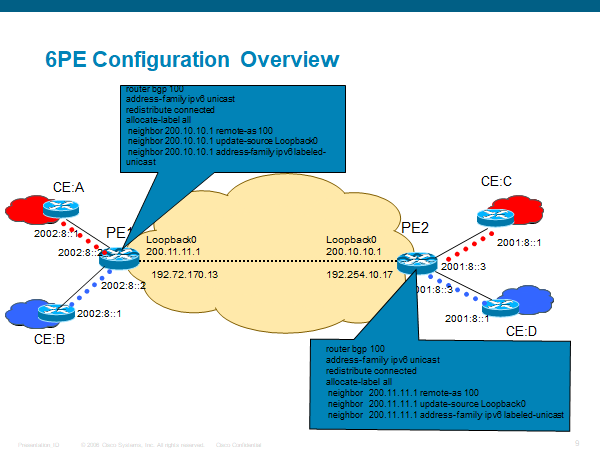 6PE Configuration Overview
router bgp 100
address-family ipv6 unicast
redistribute connected
allocate-label all
neighbor 200.10.10.1 remote-as 100
neighbor 200.10.10.1 update-source Loopback0
neighbor 200.10.10.1 address-family ipv6 labeled-
unicast
CE:A
CE:C
2002:8::1
PE1
PE2
2001:8::1
2002:8::2
Loopback0
200.11.11.1
Loopback0
200.10.10.1
192.72.170.13
192.254.10.17
2001:8::3
2002:8::2
2001:8::3
2002:8::1
2001:8::1
CE:B
CE:D
router bgp 100
address-family ipv6 unicast
redistribute connected
allocate-label all
neighbor 200.11.11.1 remote-as 100
neighbor 200.11.11.1 update-source Loopback0
neighbor 200.11.11.1 address-family ipv6 labeled-unicast
Presentation_ID
Cisco Systems, Inc. All rights reserved.
Cisco Confidential
9